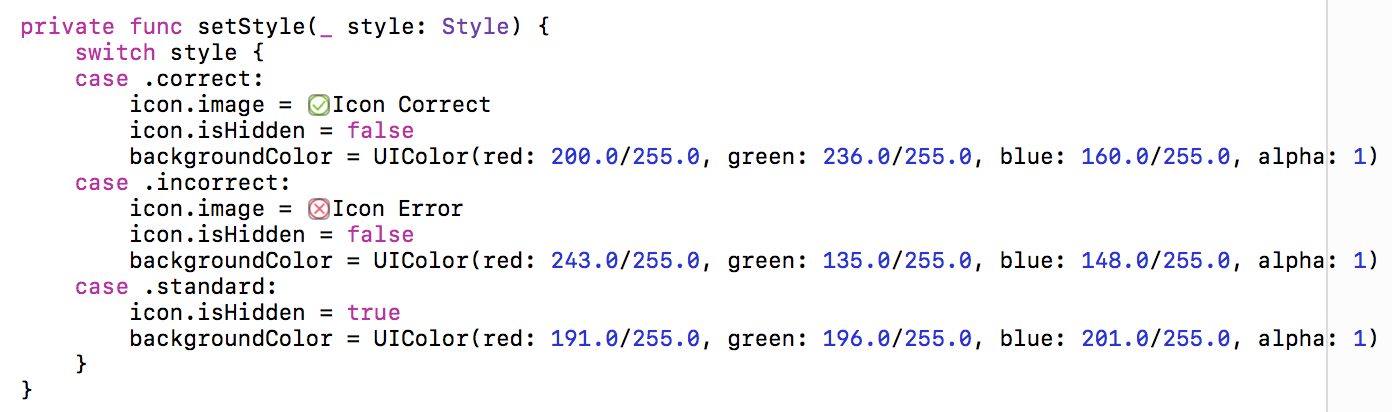 private func setStyle(_ style: Style) {
    switch style {
    case .correct:
        icon.image = Icon Correct
        icon.isHidden = false
        backgroundColor = UIColor(red: 200.0/255.0, green: 236.0/255.0, blue: 160.0/255.0, alpha: 1)
    case .incorrect:
        icon.image = Icon Error
        icon.isHidden = false
        backgroundColor = UIColor(red: 243.0/255.0, green: 135.0/255.0, blue: 148.0/255.0, alpha: 1)
    case .standard:
        icon.isHidden = true
        backgroundColor = UIColor(red: 191.0/255.0, green: 196.0/255.0, blue: 201.0/255.0, alpha: 1)
    }
}